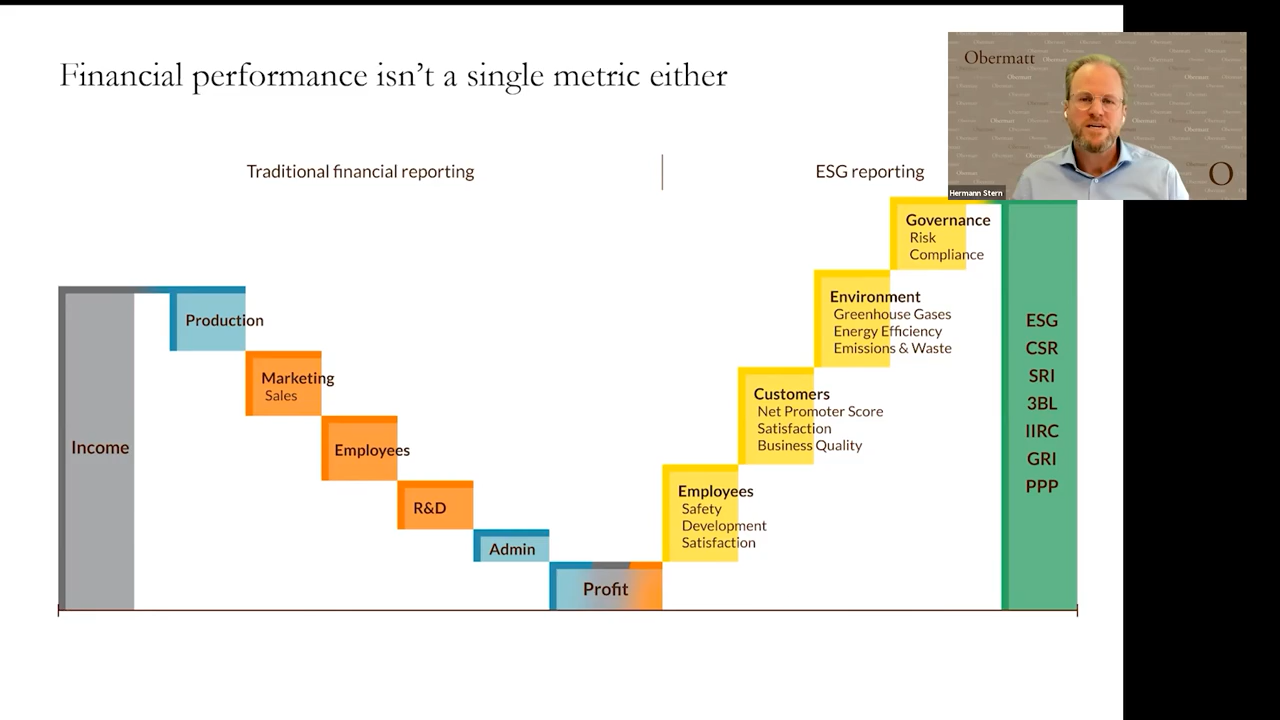 Financial performance isn't a single metric either
Obermatt
O
Hermann Stern
Traditional financial reporting
ESG reporting
Income
Production
Marketing
Sales
Employees
R&D
Admin
Profit
Employees
Safety
Development
Satisfaction
Customers
Net Promoter Score
Satisfaction
Business Quality
Environment
Greenhouse Gases
Energy Efficiency
Emissions & Waste
Governance
Risk
Compliance
ESG
CSR
SRI
3BL
IIRC
GRI
PPP